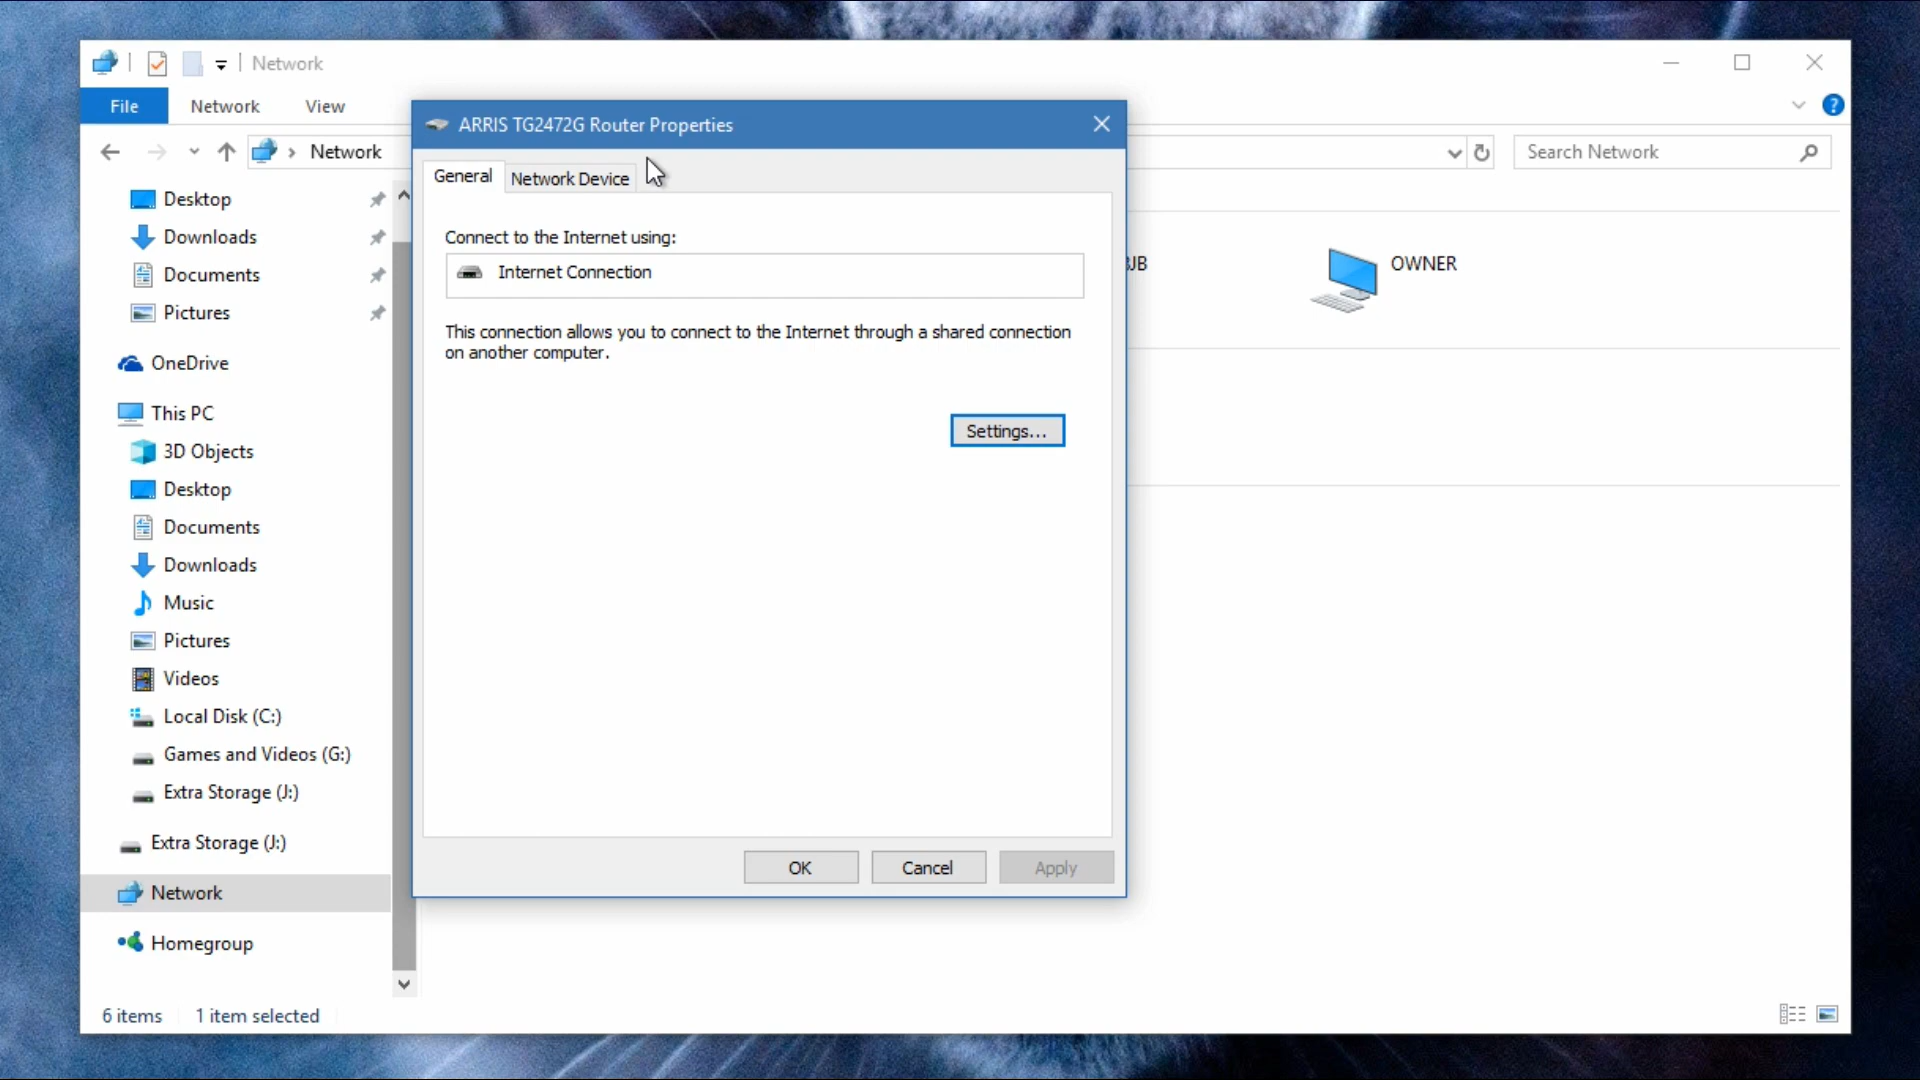 Network
File
Network
View
Network
Search Network
ARRIS TG2472G Router Properties
General
Network Device
Connect to the Internet using:
Internet Connection
This connection allows you to connect to the Internet through a shared connection
on another computer.
Settings...
OK
Cancel
Apply
Desktop
Downloads
Documents
Pictures
OneDrive
This PC
3D Objects
Desktop
Documents
Downloads
Music
Pictures
Videos
Local Disk (C:)
Games and Videos (G:)
Extra Storage (J:)
Extra Storage (J:)
Network
Homegroup
OWNER
6 items
1 item selected